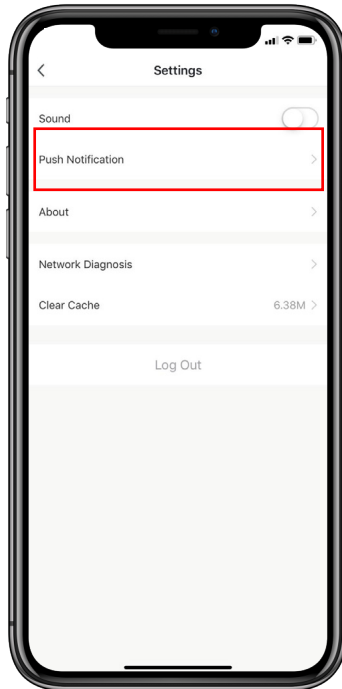 Settings
Sound
Push Notification
About
Network Diagnosis
Clear Cache 6.38M
Log Out